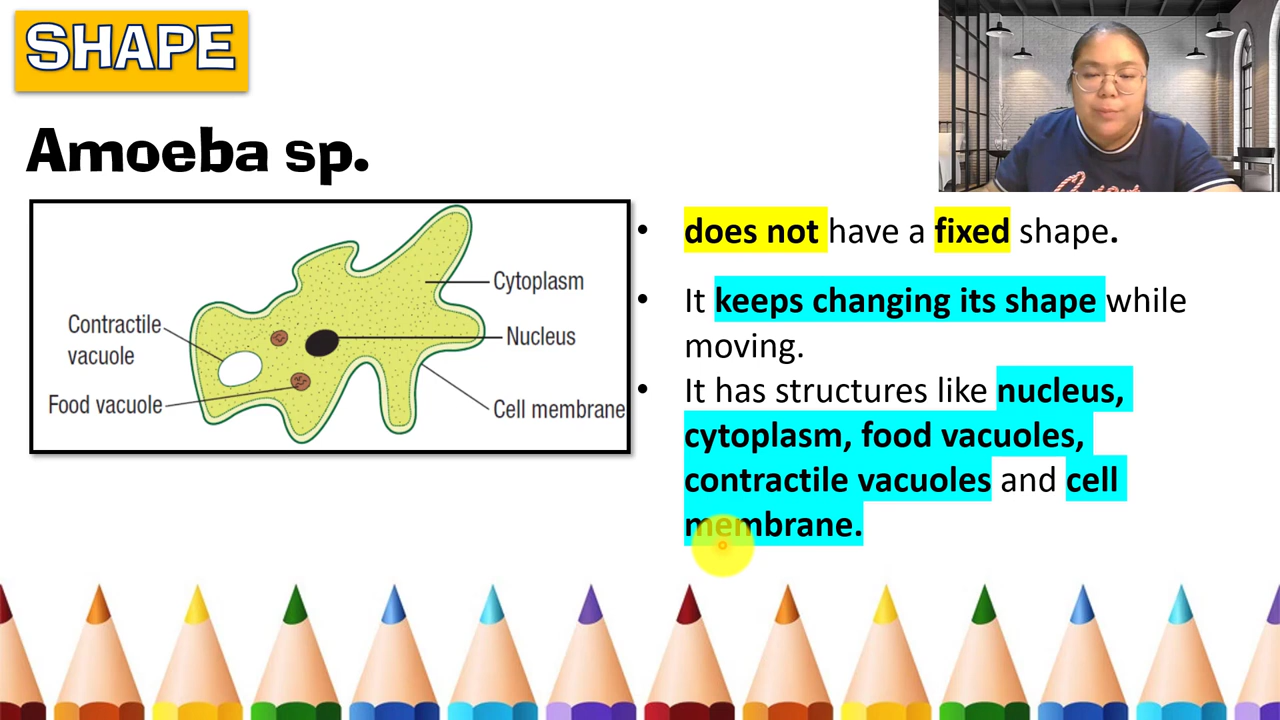 SHAPE
Amoeba sp.
Cytoplasm
Contractile
vacuole
Nucleus
Food vacuole
Cell membrane
• does not have a fixed shape.
• It keeps changing its shape while
moving.
• It has structures like nucleus,
cytoplasm, food vacuoles,
contractile vacuoles and cell
membrane.